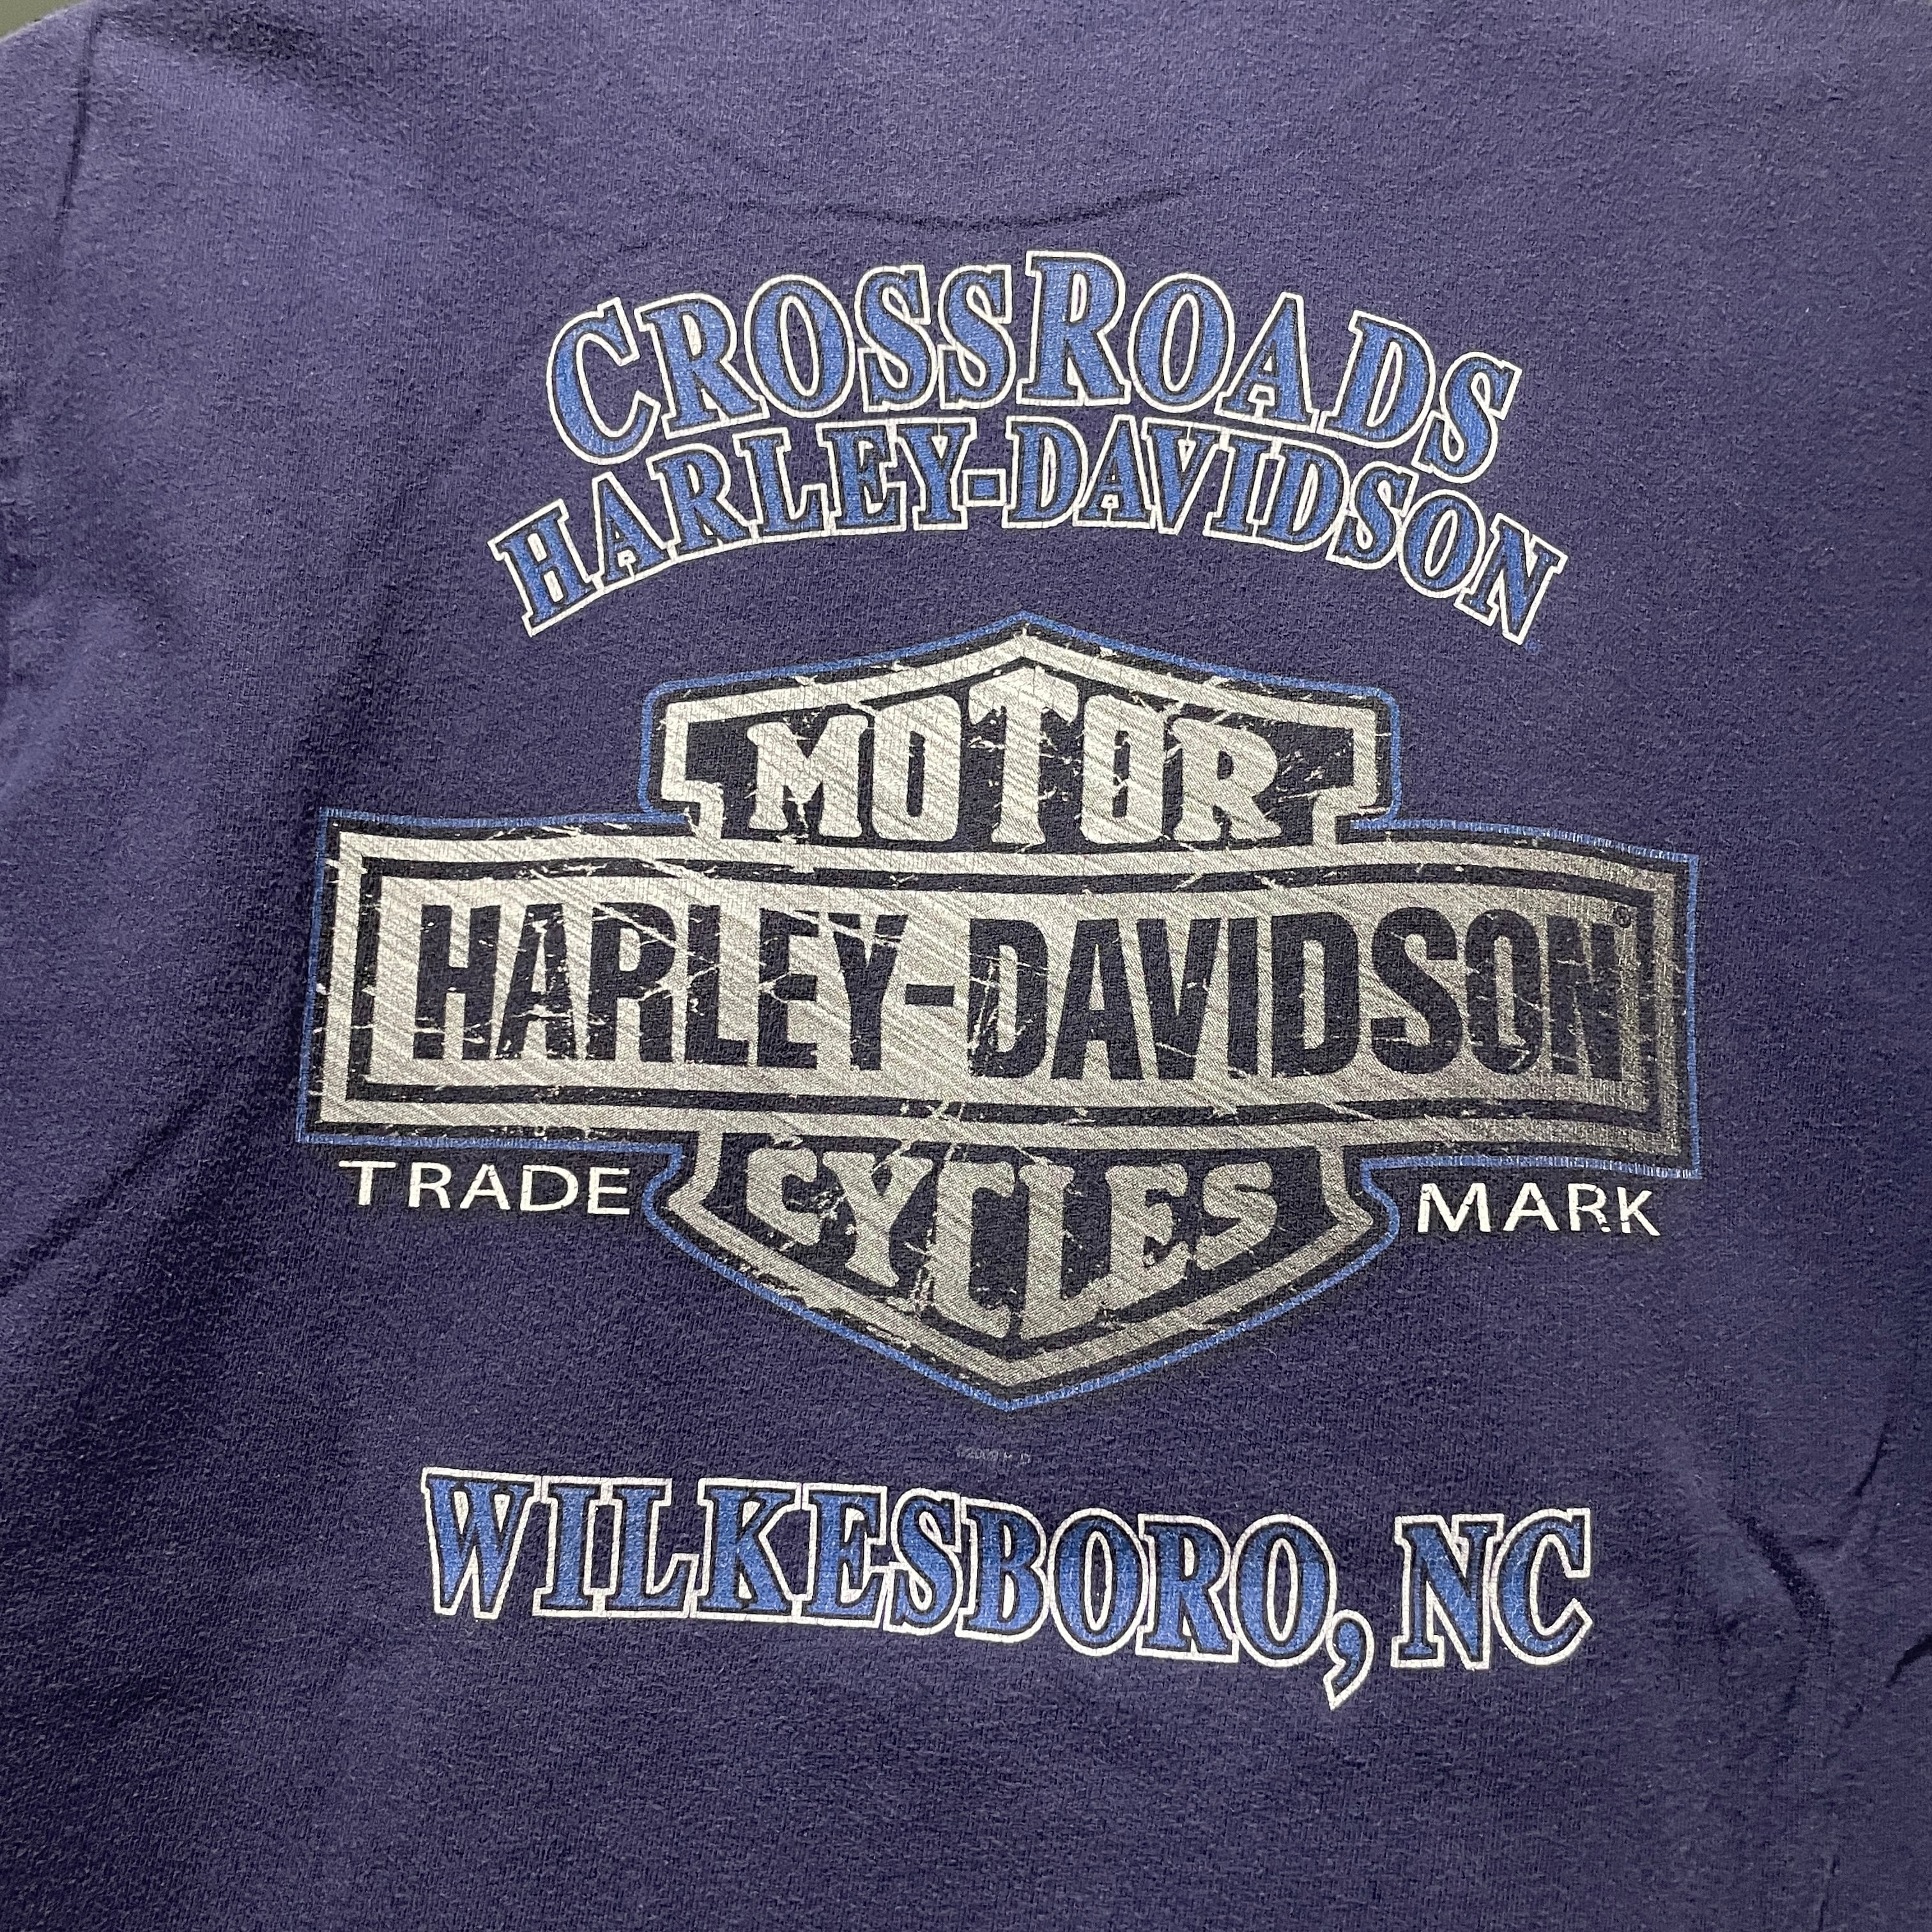 CROSSROADS
HARLEY-DAVIDSON
MOTOR
HARLEY-DAVIDSON®
CYCLES
TRADE MARK
WILKESBORO, NC